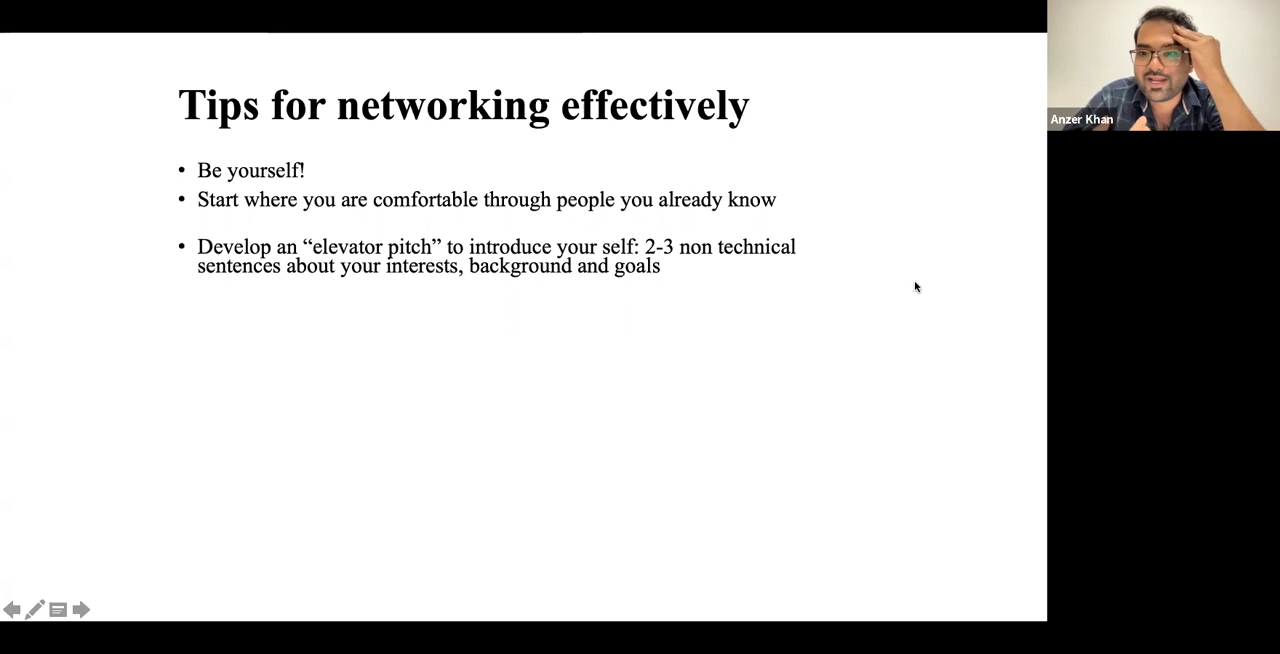 Tips for networking effectively
• Be yourself!
• Start where you are comfortable through people you already know
• Develop an “elevator pitch” to introduce your self: 2-3 non technical
sentences about your interests, background and goals
Anzer Khan